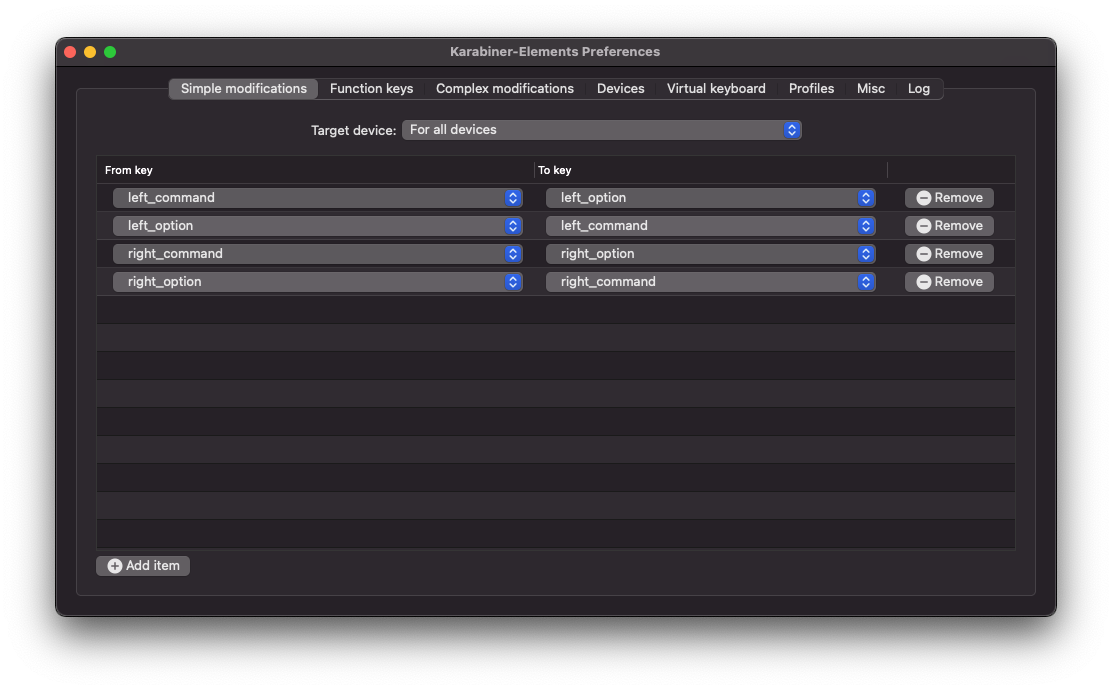 Karabiner-Elements Preferences
Simple modifications Function keys Complex modifications Devices Virtual keyboard Profiles Misc Log
Target device: For all devices
From key To key
left_command left_option Remove
left_option left_command Remove
right_command right_option Remove
right_option right_command Remove
Add item